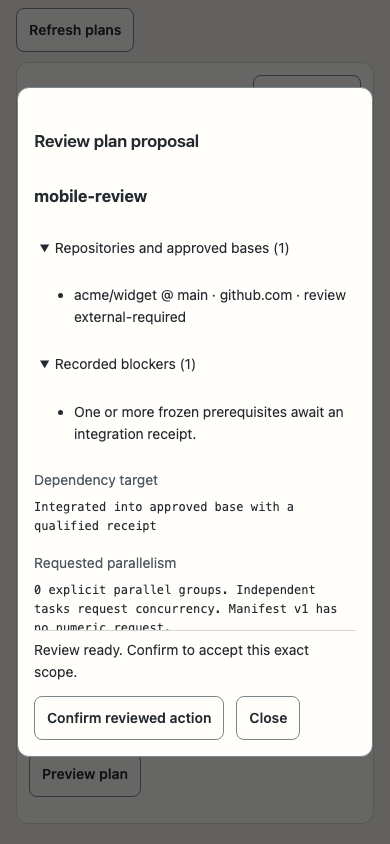 Refresh plans
Review plan proposal
mobile-review
▼ Repositories and approved bases (1)
• acme/widget @ main · github.com · review
external-required
▼ Recorded blockers (1)
• One or more frozen prerequisites await an
integration receipt.
Dependency target
Integrated into approved base with a
qualified receipt
Requested parallelism
0 explicit parallel groups. Independent
tasks request concurrency. Manifest v1 has
no numeric request.
Review ready. Confirm to accept this exact
scope.
Confirm reviewed action
Close
Preview plan